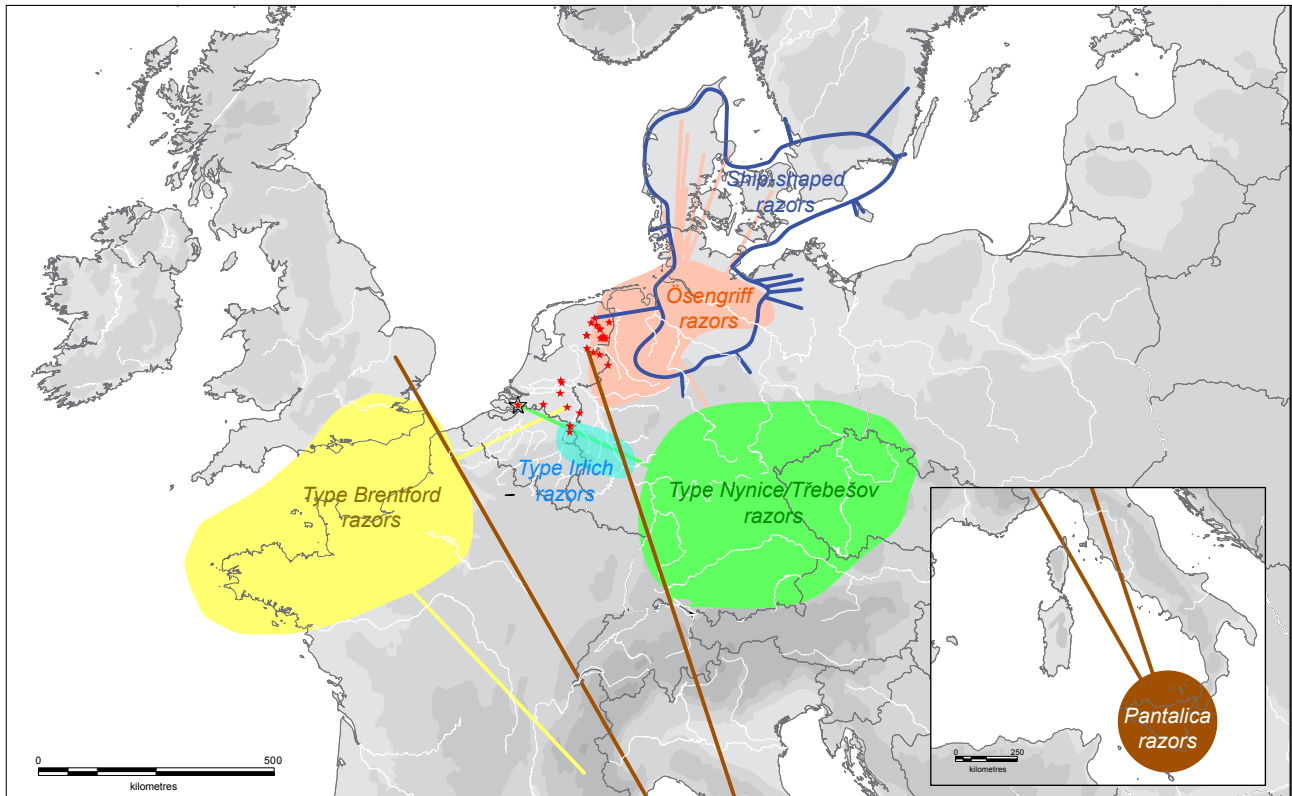 Ship-shaped
razors
Ösengriff
razors
Type Irlich
razors
Type Brentford
razors
Type Nynice/Třebešov
razors
Pantalica
razors
0 500
kilometres
0 250
kilometres